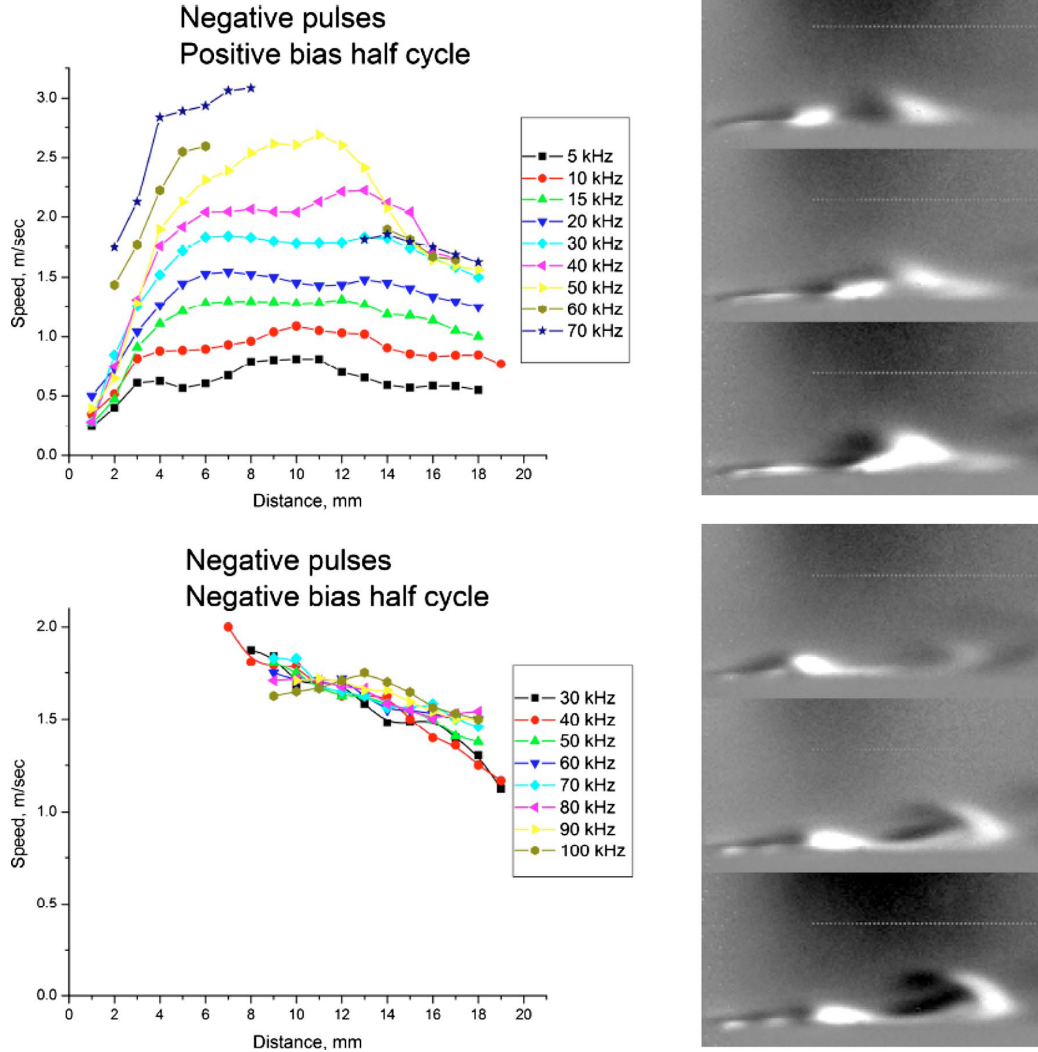 Negative pulses
Positive bias half cycle
3.0
2.5
2.0
1.5
1.0
0.5
0.0
Speed, m/sec
0 2 4 6 8 10 12 14 16 18 20
Distance, mm
5 kHz
10 kHz
15 kHz
20 kHz
30 kHz
40 kHz
50 kHz
60 kHz
70 kHz
Negative pulses
Negative bias half cycle
2.0
1.5
1.0
0.5
0.0
Speed, m/sec
0 2 4 6 8 10 12 14 16 18 20
Distance, mm
30 kHz
40 kHz
50 kHz
60 kHz
70 kHz
80 kHz
90 kHz
100 kHz